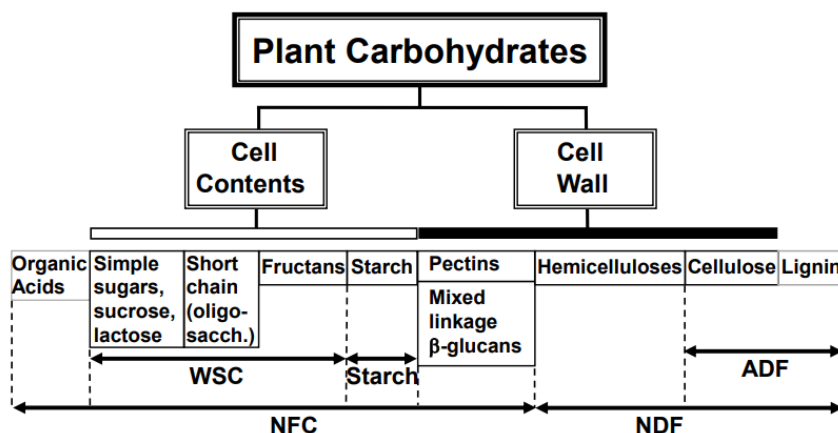 Plant Carbohydrates
Cell
Contents
Cell
Wall
Organic
Acids
Simple
sugars,
sucrose,
lactose
Short
chain
(oligo-
sacch.)
Fructans
Starch
Pectins
Mixed
linkage
β-glucans
Hemicelluloses
Cellulose
Lignin
WSC
Starch
ADF
NFC
NDF